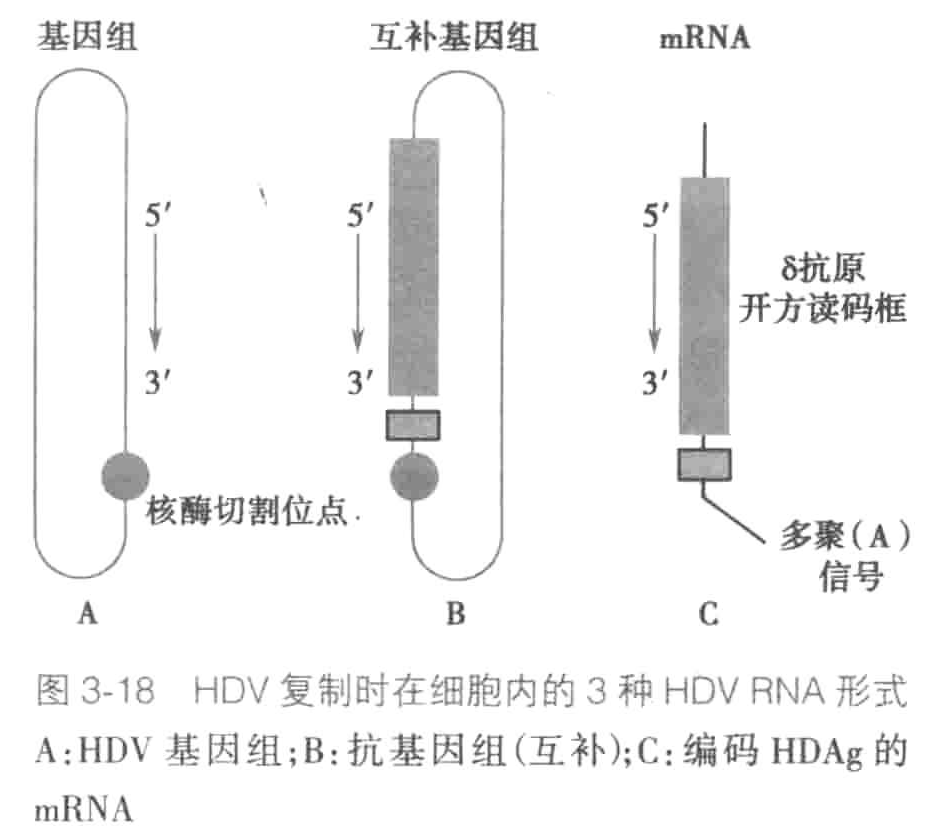 基因组 互补基因组 mRNA
5′ 5′ 5′
δ抗原
开方读码框
3′ 3′ 3′
核酶切割位点
多聚(A)
信号
A B C
图 3-18 HDV 复制时在细胞内的 3 种 HDV RNA 形式
A:HDV 基因组;B:抗基因组(互补);C:编码 HDAg 的
mRNA